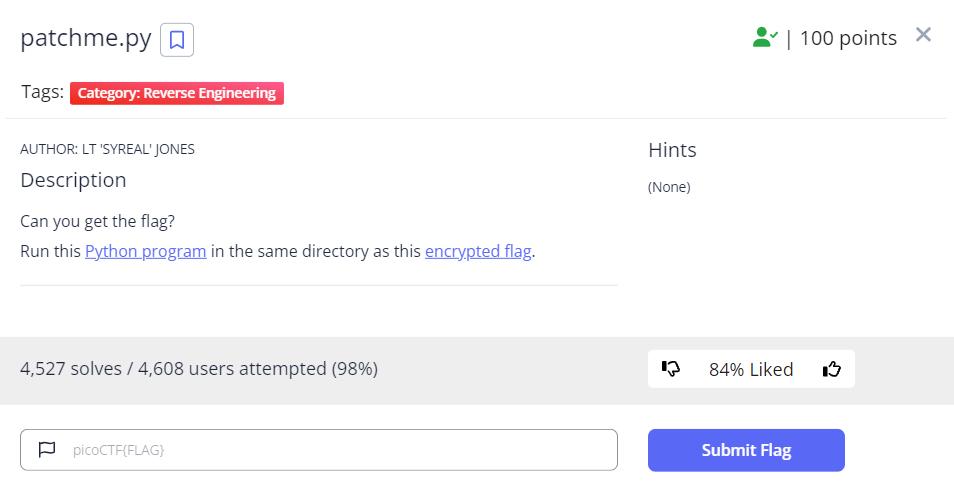 patchme.py
| 100 points
Tags: Category: Reverse Engineering
AUTHOR: LT 'SYREAL' JONES
Description
Can you get the flag?
Run this Python program in the same directory as this encrypted flag.
Hints
(None)
4,527 solves / 4,608 users attempted (98%)
84% Liked
picoCTF{FLAG}
Submit Flag